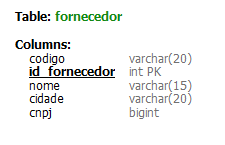 Table: fornecedor
Columns:
codigo varchar(20)
id_fornecedor int PK
nome varchar(15)
cidade varchar(20)
cnpj bigint